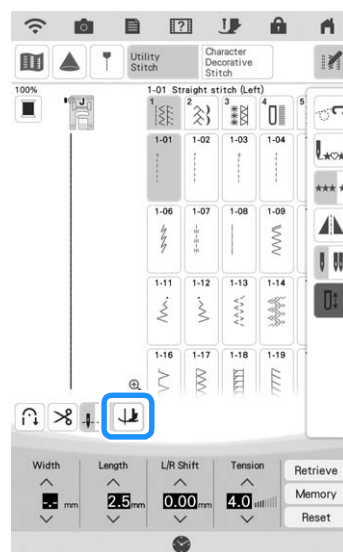 Utility
Stitch
Character
Decorative
Stitch
100%
1-01 Straight stitch (Left)
J
1 2 3 4 5
1-01 1-02 1-03 1-04
1-06 1-07 1-08 1-09
1-11 1-12 1-13 1-14
1-16 1-17 1-18 1-19
Width Length L/R Shift Tension
-.- mm 2.5 mm 0.00 mm 4.0
Retrieve
Memory
Reset